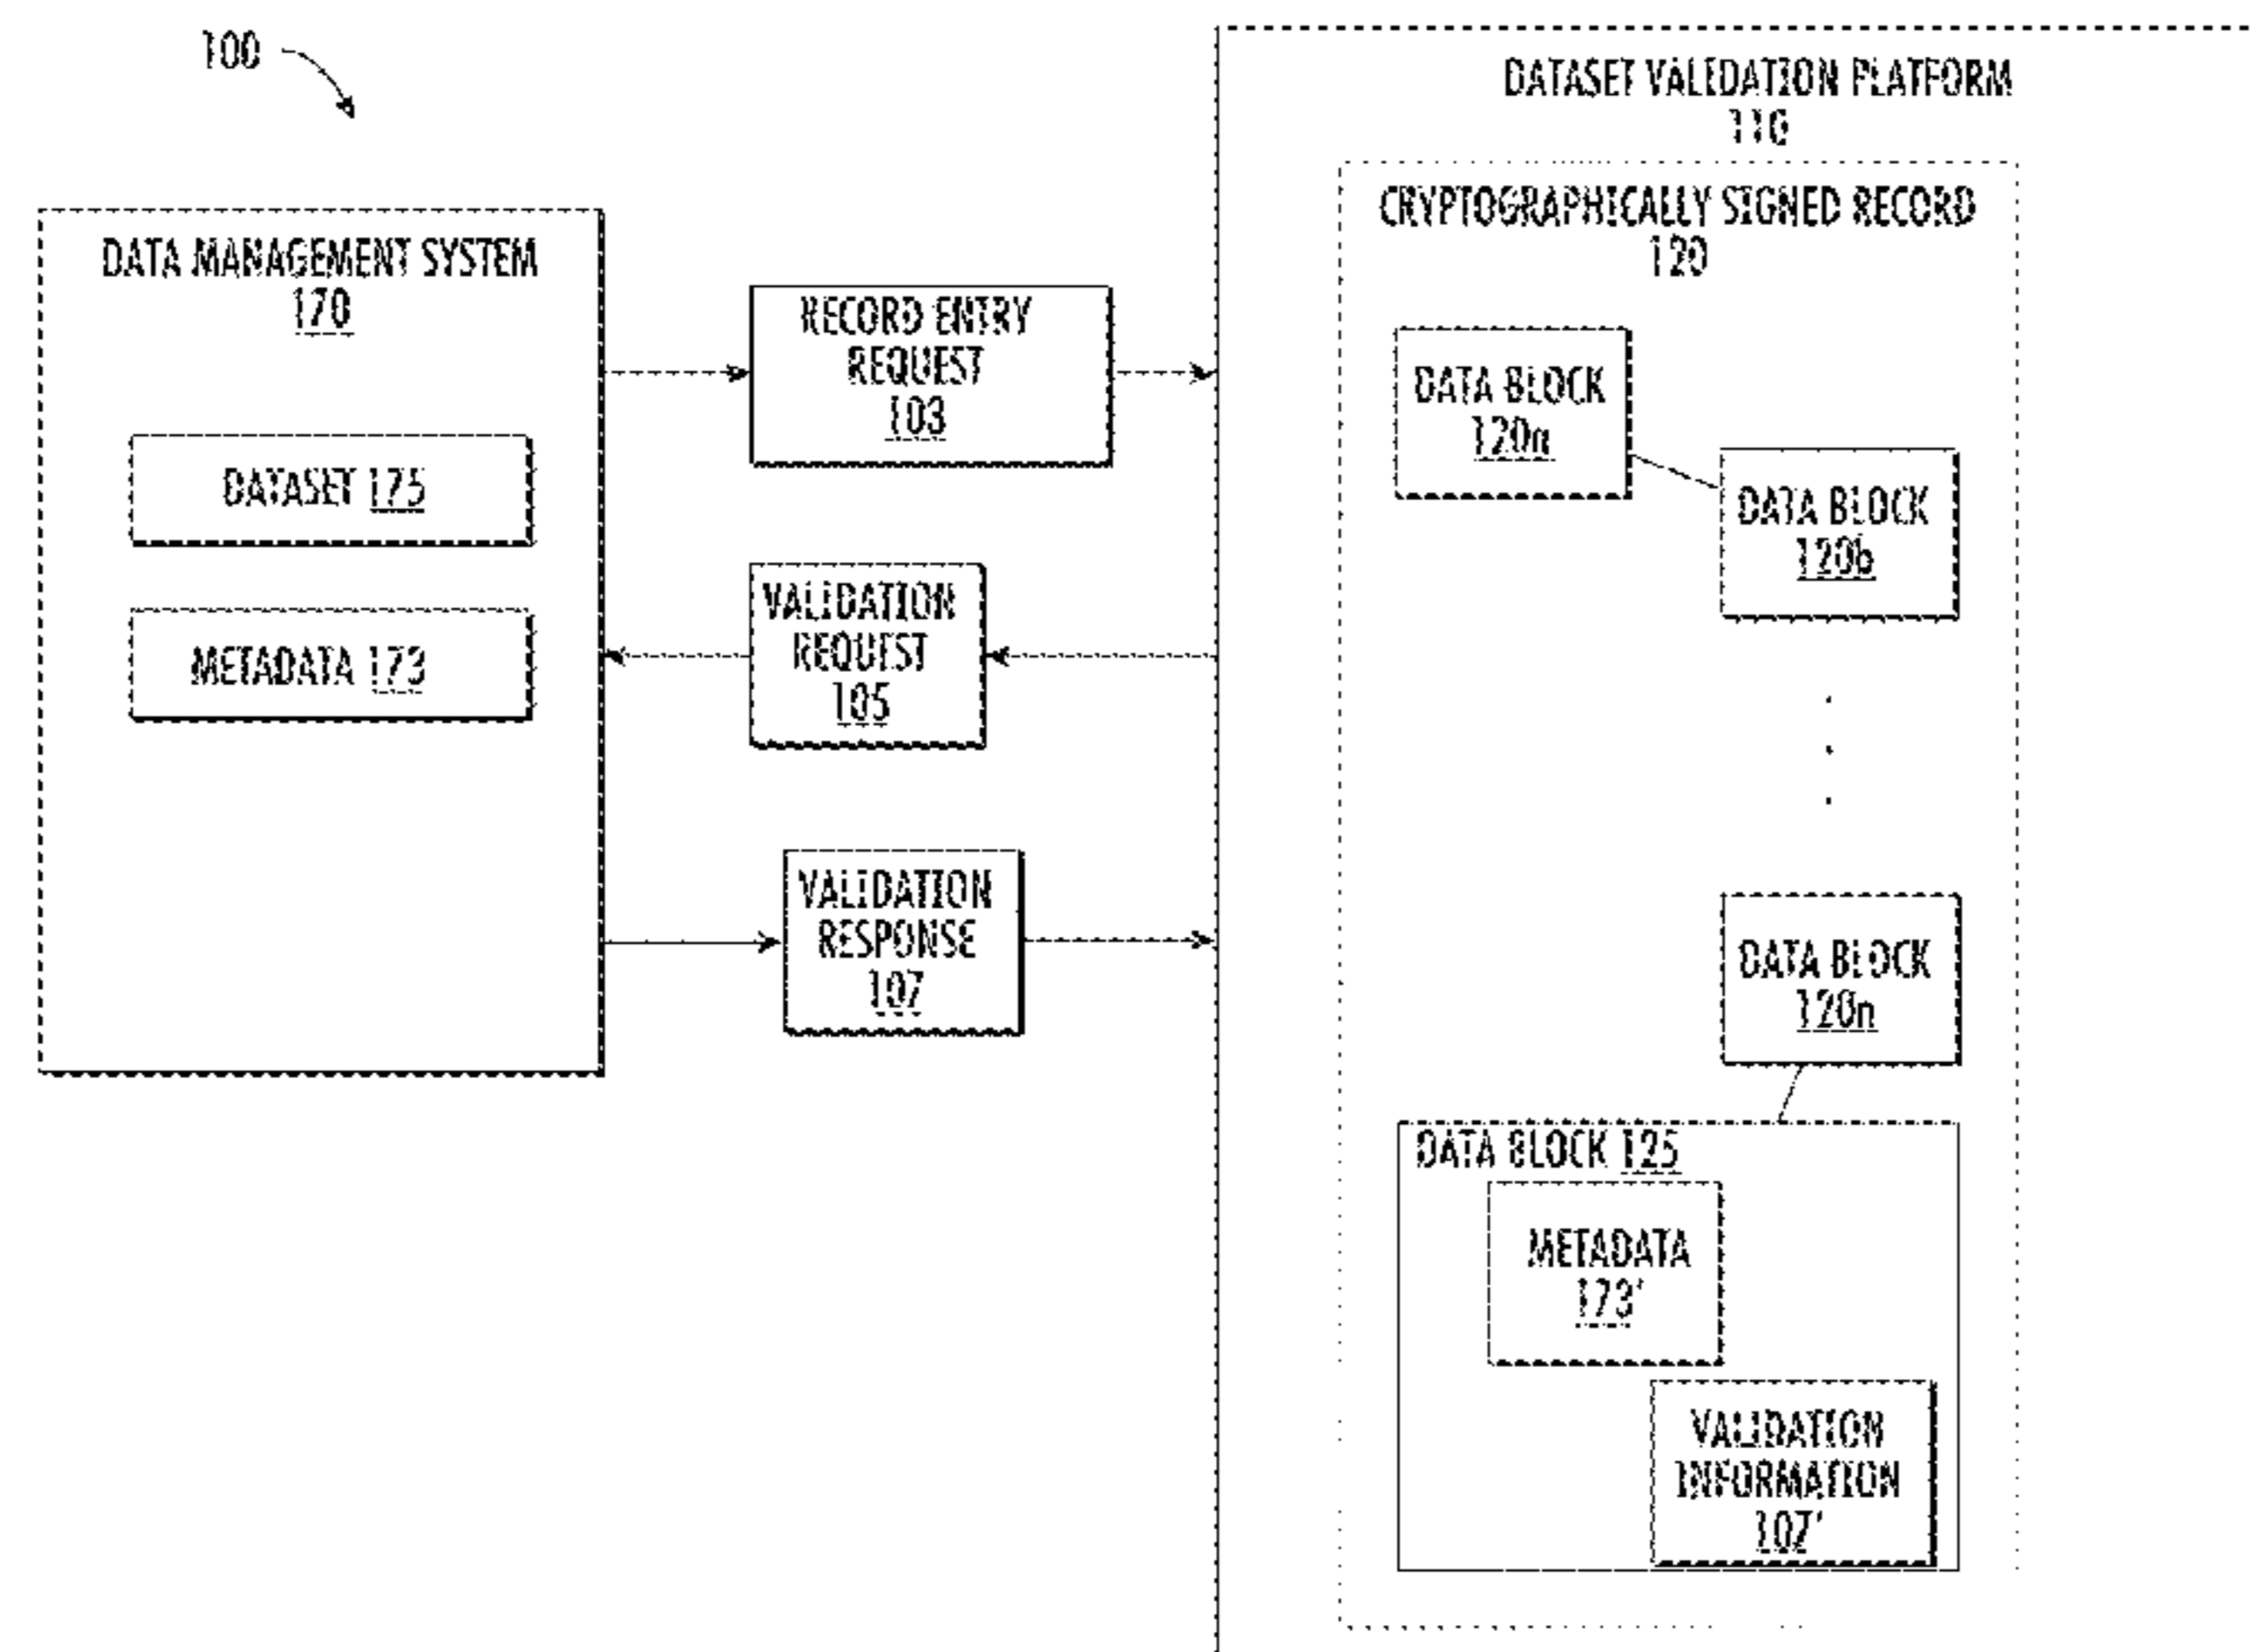 100
DATASET VALIDATION PLATFORM
110
CRYPTOGRAPHICALLY SIGNED RECORD
120
DATA MANAGEMENT SYSTEM
170
DATASET 175
METADATA 173
RECORD ENTRY
REQUEST
103
VALIDATION
REQUEST
105
VALIDATION
RESPONSE
107
DATA BLOCK
120a
DATA BLOCK
120b
DATA BLOCK
120n
DATA BLOCK 125
METADATA
173'
VALIDATION
INFORMATION
107'